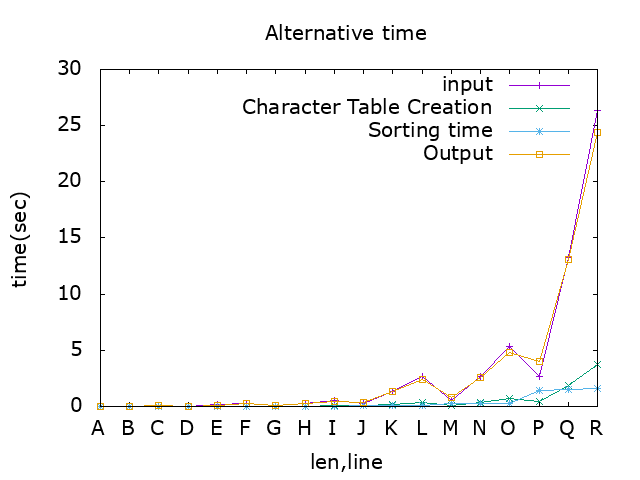 Alternative time
30
25
20
15
10
5
0
time(sec)
input
Character Table Creation
Sorting time
Output
A B C D E F G H I J K L M N O P Q R
len,line